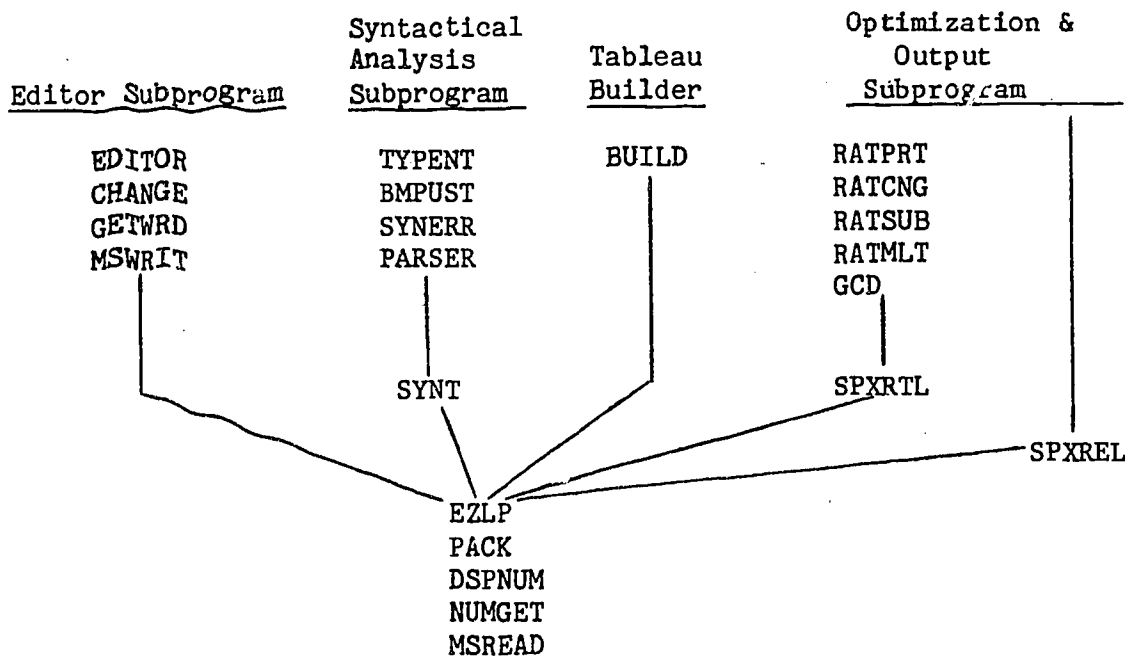 Editor Subprogram
EDITOR
CHANGE
GETWRD
MSWRIT
Syntactical
Analysis
Subprogram
TYPENT
BMPUST
SYNERR
PARSER
SYNT
Tableau
Builder
BUILD
Optimization &
Output
Subprogram
RATPRT
RATCNG
RATSUB
RATMLT
GCD
SPXRTL
SPXREL
EZLP
PACK
DSPNUM
NUMGET
MSREAD